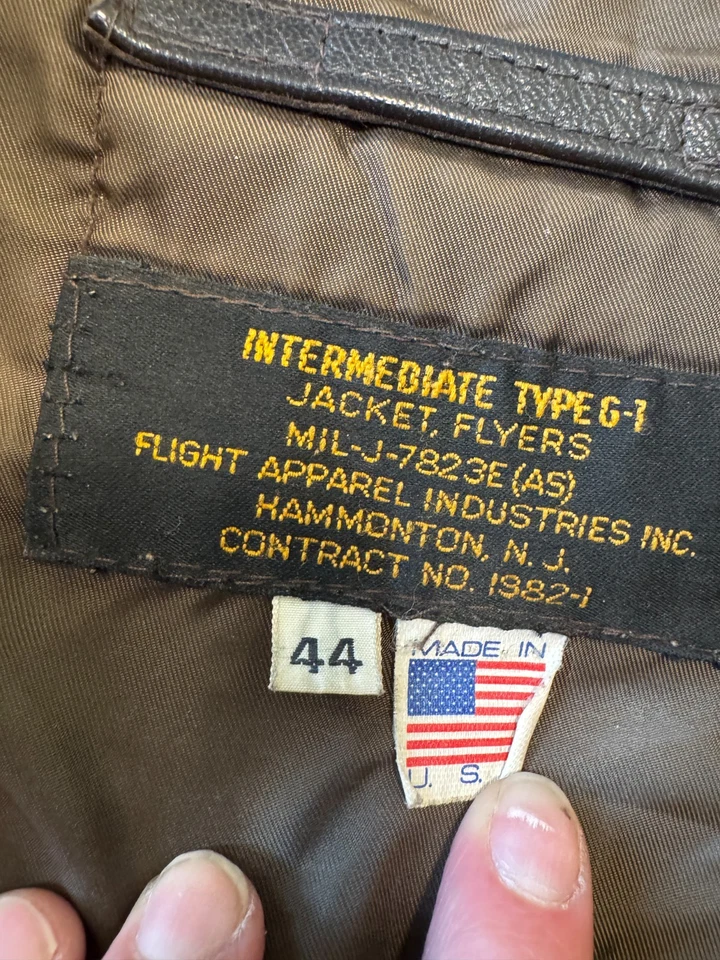 INTERMEDIATE TYPE G-1
JACKET, FLYERS
MIL-J-7823E (AS)
FLIGHT APPAREL INDUSTRIES INC.
HAMMONTON, N. J.
CONTRACT NO. 1982-1
44
MADE IN
U. S.